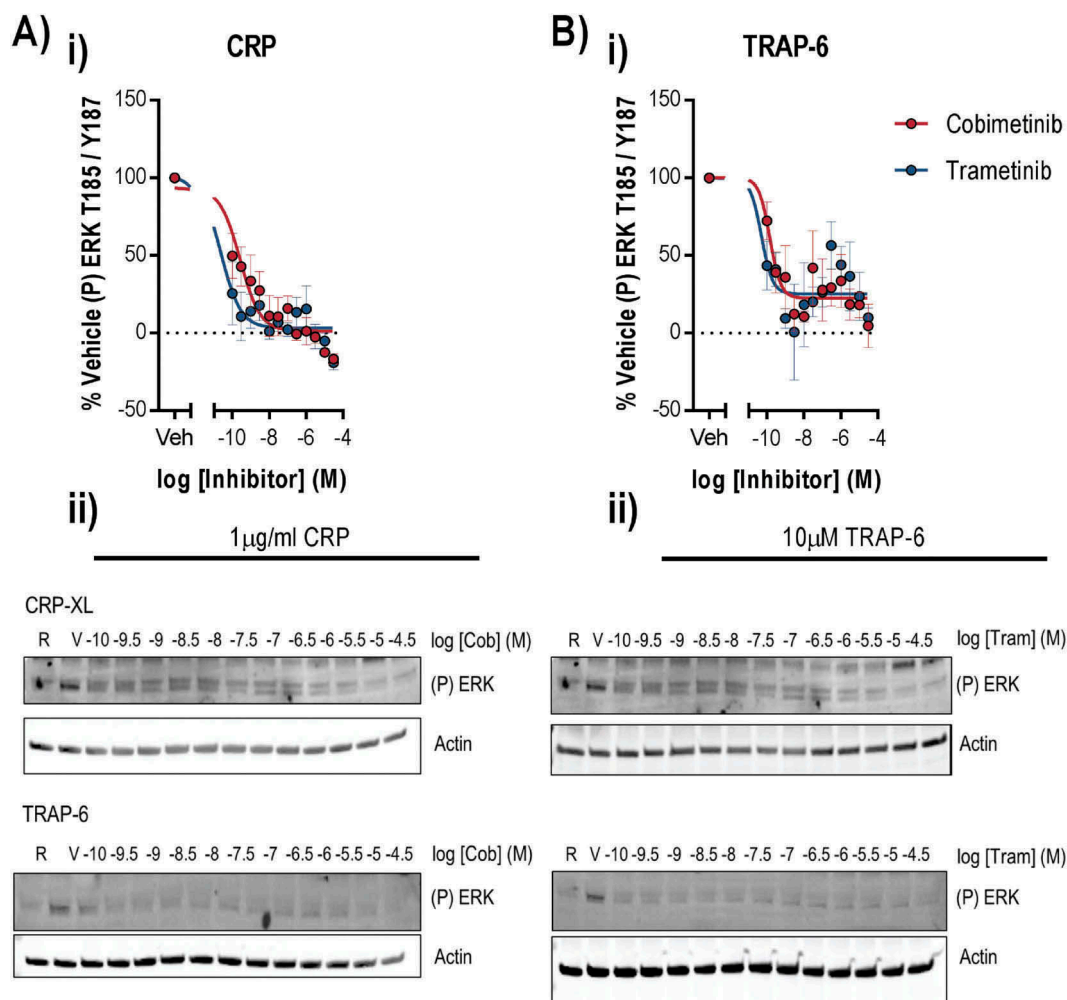 A)
i)
CRP
% Vehicle (P) ERK T185 / Y187
150
100
50
0
-50
Veh
-10 -8 -6 -4
log [Inhibitor] (M)
B)
i)
TRAP-6
% Vehicle (P) ERK T185 / Y187
150
100
50
0
-50
Veh
-10 -8 -6 -4
log [Inhibitor] (M)
Cobimetinib
Trametinib
ii)
1μg/ml CRP
ii)
10μM TRAP-6
CRP-XL
R V -10 -9.5 -9 -8.5 -8 -7.5 -7 -6.5 -6 -5.5 -5 -4.5 log [Cob] (M)
(P) ERK
Actin
R V -10 -9.5 -9 -8.5 -8 -7.5 -7 -6.5 -6 -5.5 -5 -4.5 log [Tram] (M)
(P) ERK
Actin
TRAP-6
R V -10 -9.5 -9 -8.5 -8 -7.5 -7 -6.5 -6 -5.5 -5 -4.5 log [Cob] (M)
(P) ERK
Actin
R V -10 -9.5 -9 -8.5 -8 -7.5 -7 -6.5 -6 -5.5 -5 -4.5 log [Tram] (M)
(P) ERK
Actin